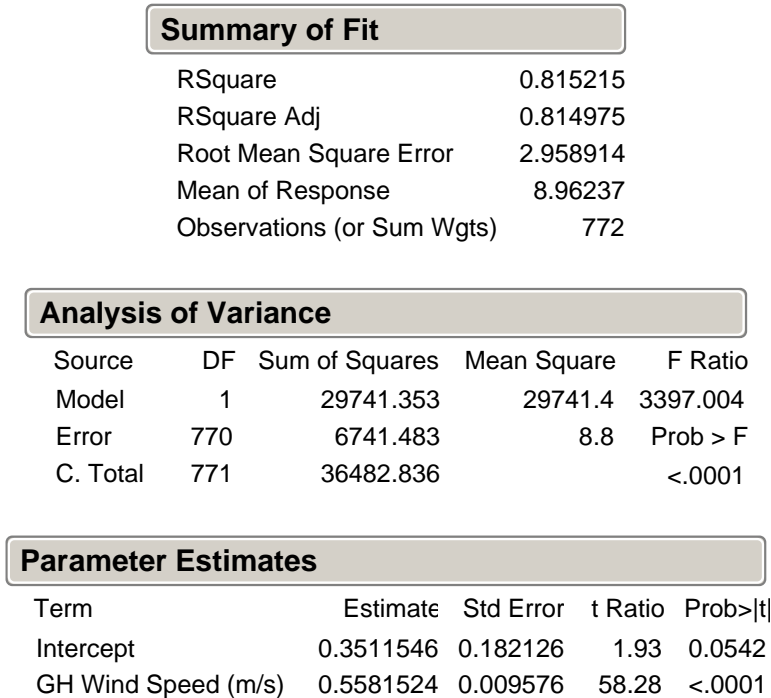 Summary of Fit
RSquare 0.815215
RSquare Adj 0.814975
Root Mean Square Error 2.958914
Mean of Response 8.96237
Observations (or Sum Wgts) 772
Analysis of Variance
Source DF Sum of Squares Mean Square F Ratio
Model 1 29741.353 29741.4 3397.004
Error 770 6741.483 8.8 Prob > F
C. Total 771 36482.836 <.0001
Parameter Estimates
Term Estimate Std Error t Ratio Prob>|t|
Intercept 0.3511546 0.182126 1.93 0.0542
GH Wind Speed (m/s) 0.5581524 0.009576 58.28 <.0001